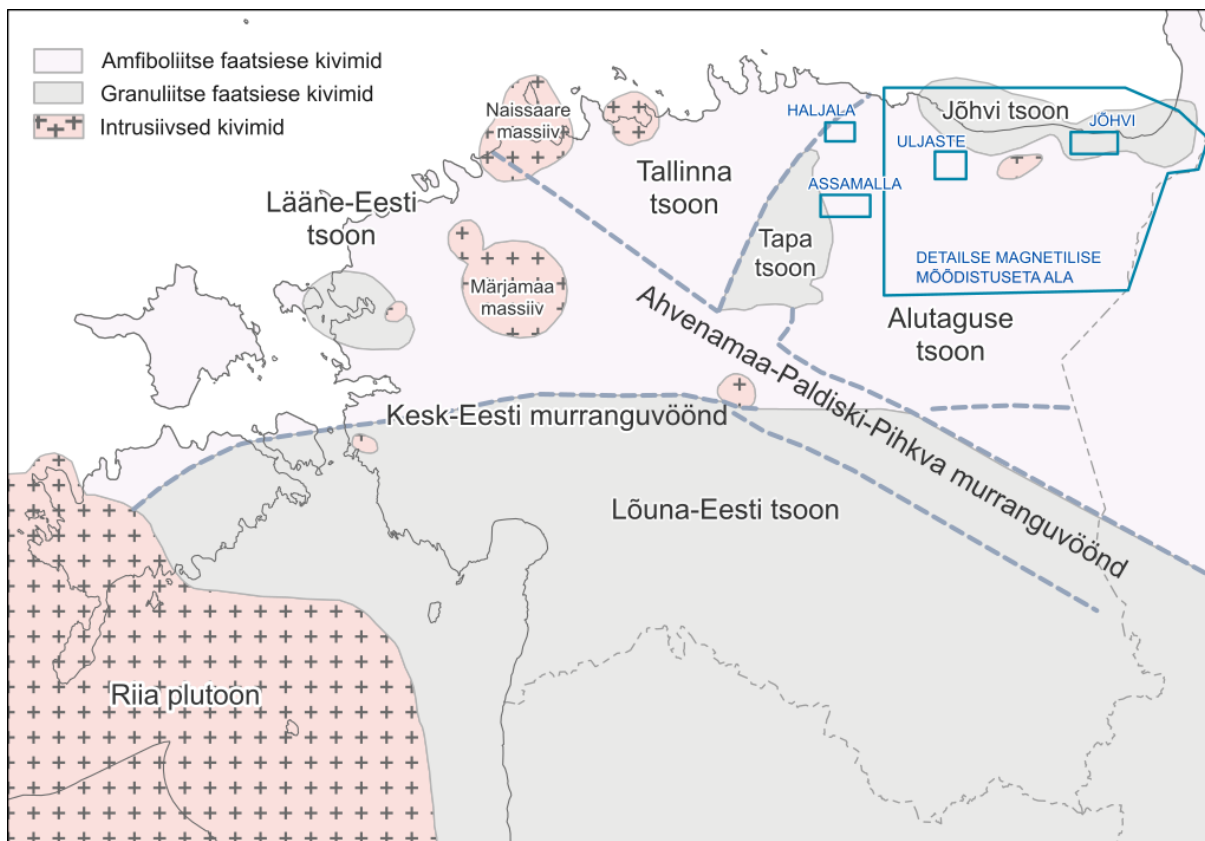 Amfiboliitse faatsiese kivimid
Granuliitse faatsiese kivimid
Intrusiivsed kivimid
Naissaare
massiiv
HALJALA
Jõhvi tsoon
JÕHVI
ULJASTE
Tallinna
tsoon
ASSAMALLA
Lääne-Eesti
tsoon
Tapa
tsoon
DETAILSE MAGNETILISE
MÕÕDISTUSETA ALA
Märjamaa
massiiv
Alutaguse
tsoon
Ahvenamaa-Paldiski-Pihkva murranguvöönd
Kesk-Eesti murranguvöönd
Lõuna-Eesti tsoon
Riia plutoon